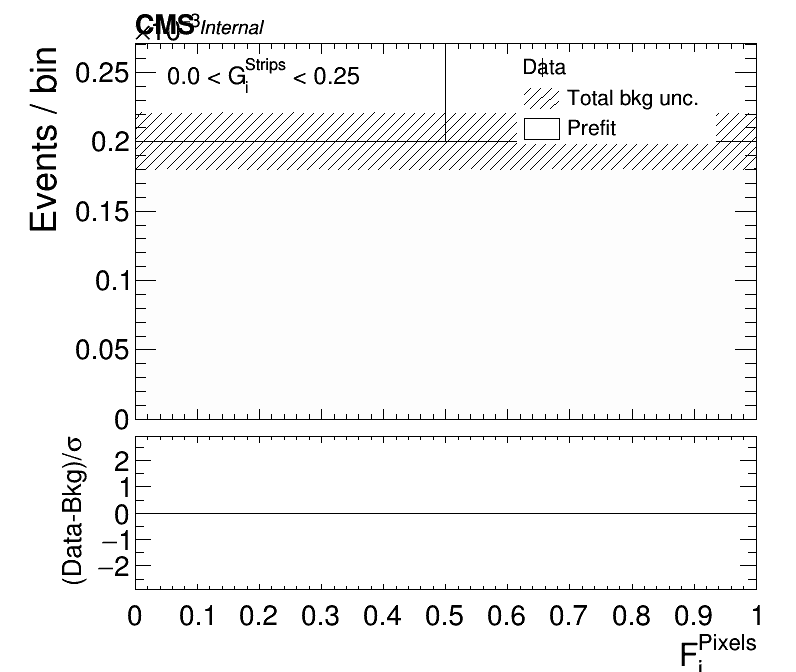 CMS Internal
×10⁻³
0.0 < G_i^Strips < 0.25
Data
Total bkg unc.
Prefit
Events / bin
0.25
0.2
0.15
0.1
0.05
0
(Data-Bkg)/σ
2
1
0
−1
−2
0 0.1 0.2 0.3 0.4 0.5 0.6 0.7 0.8 0.9 1
F_i^Pixels